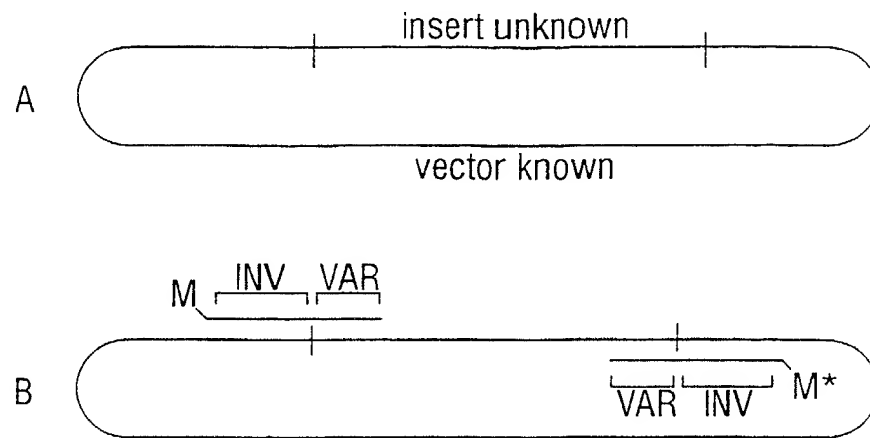 insert unknown
A
vector known
INV VAR
M
B
M*
VAR INV